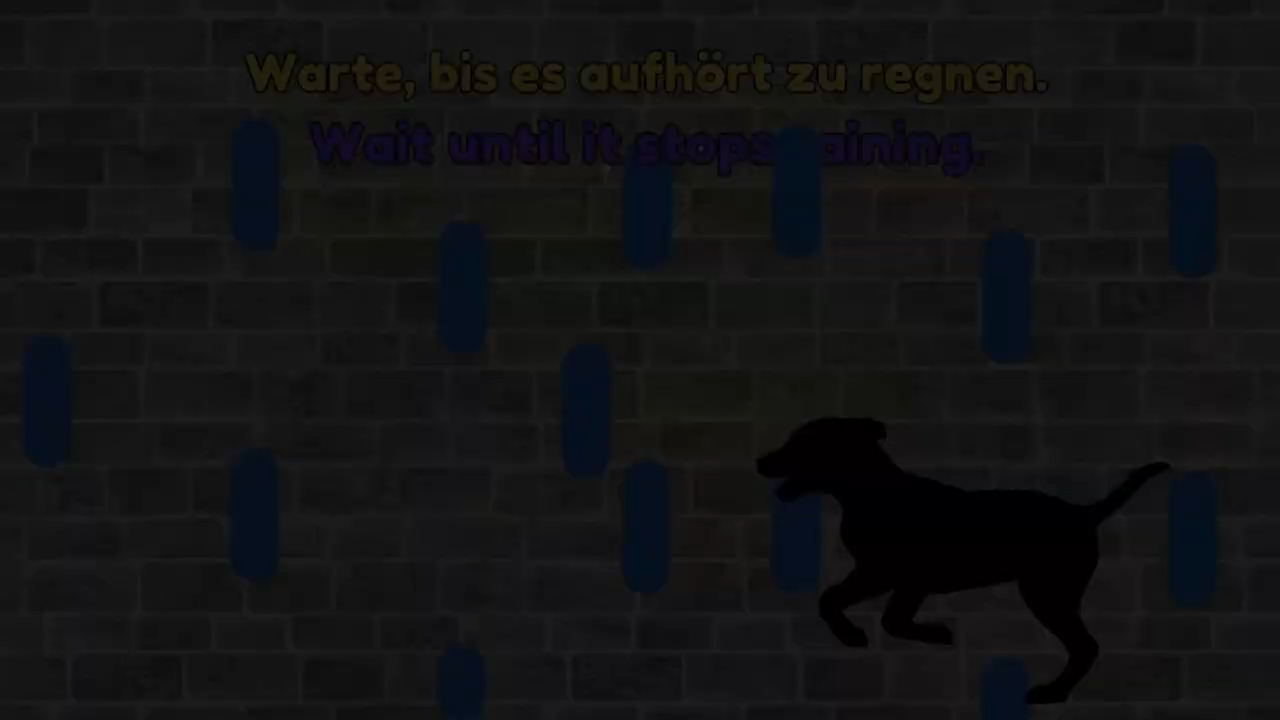 Warte, bis es aufhört zu regnen.
Wait until it stops raining.